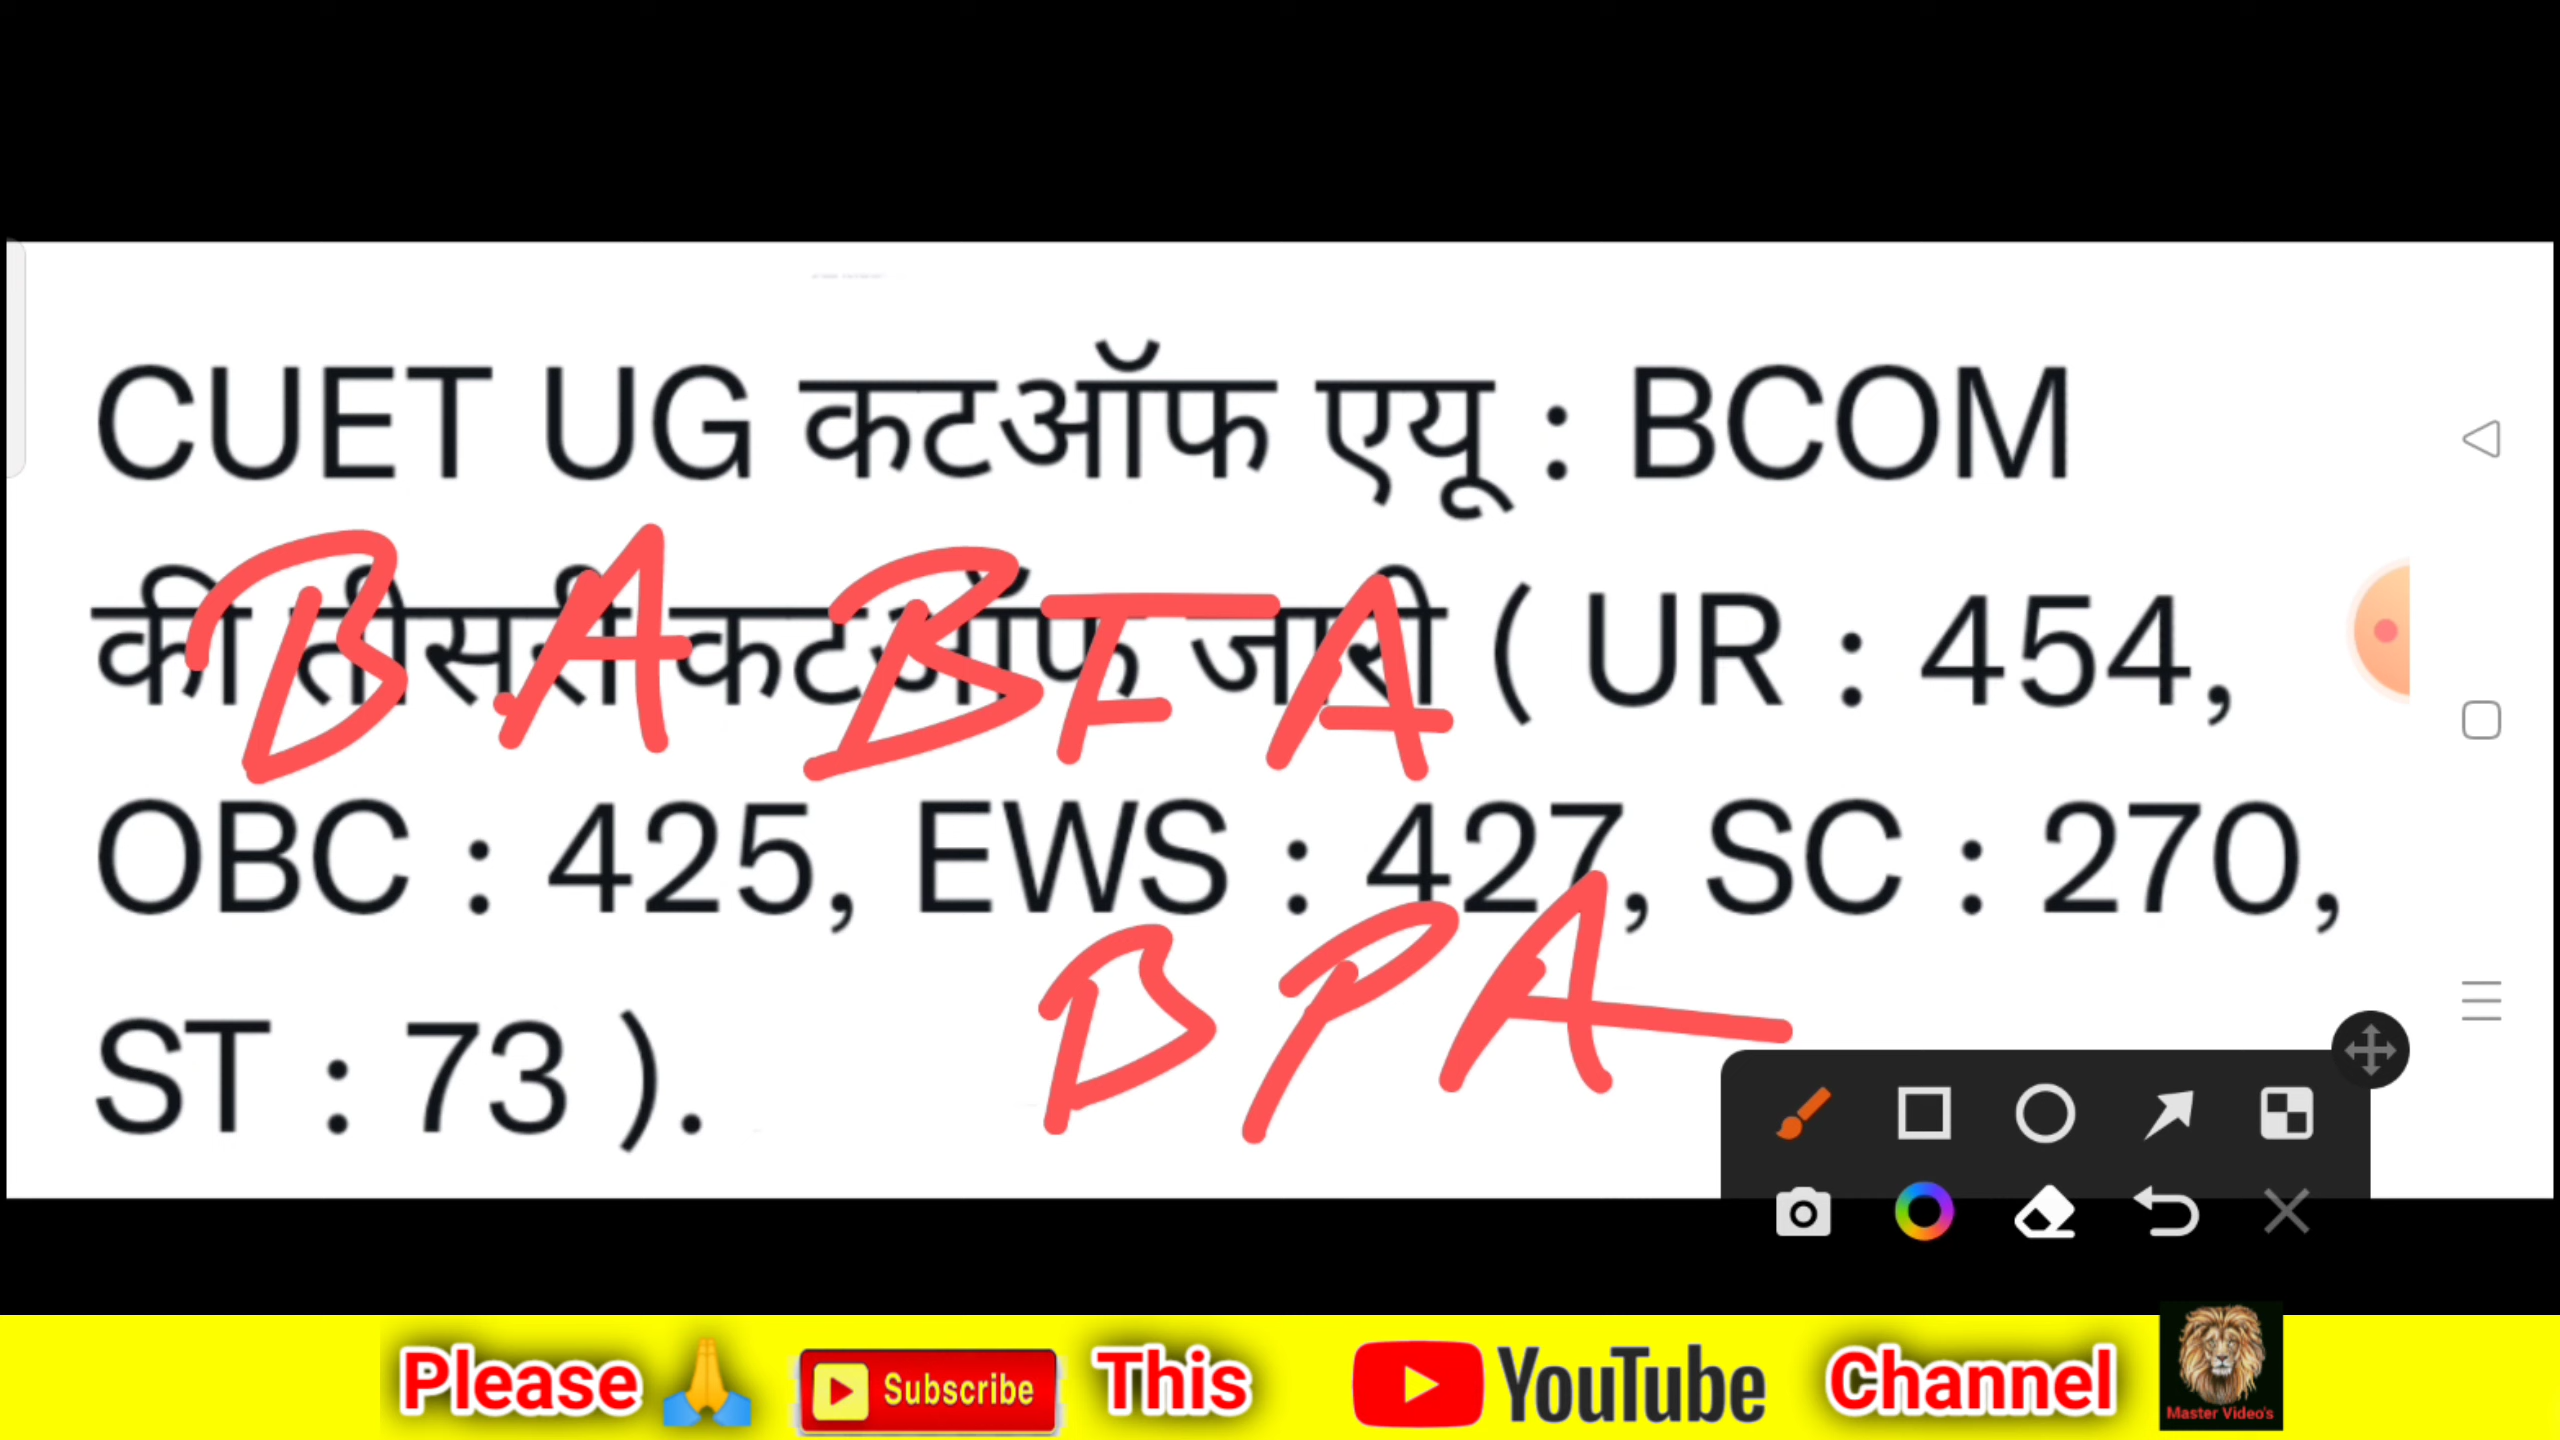 CUET UG कटऑफ एयू : BCOM
की तीसरी कटऑफ जारी ( UR : 454,
B.A BFA
OBC : 425, EWS : 427, SC : 270,
ST : 73 ).
BPA
Please 🙏 Subscribe This YouTube Channel
Master Video's